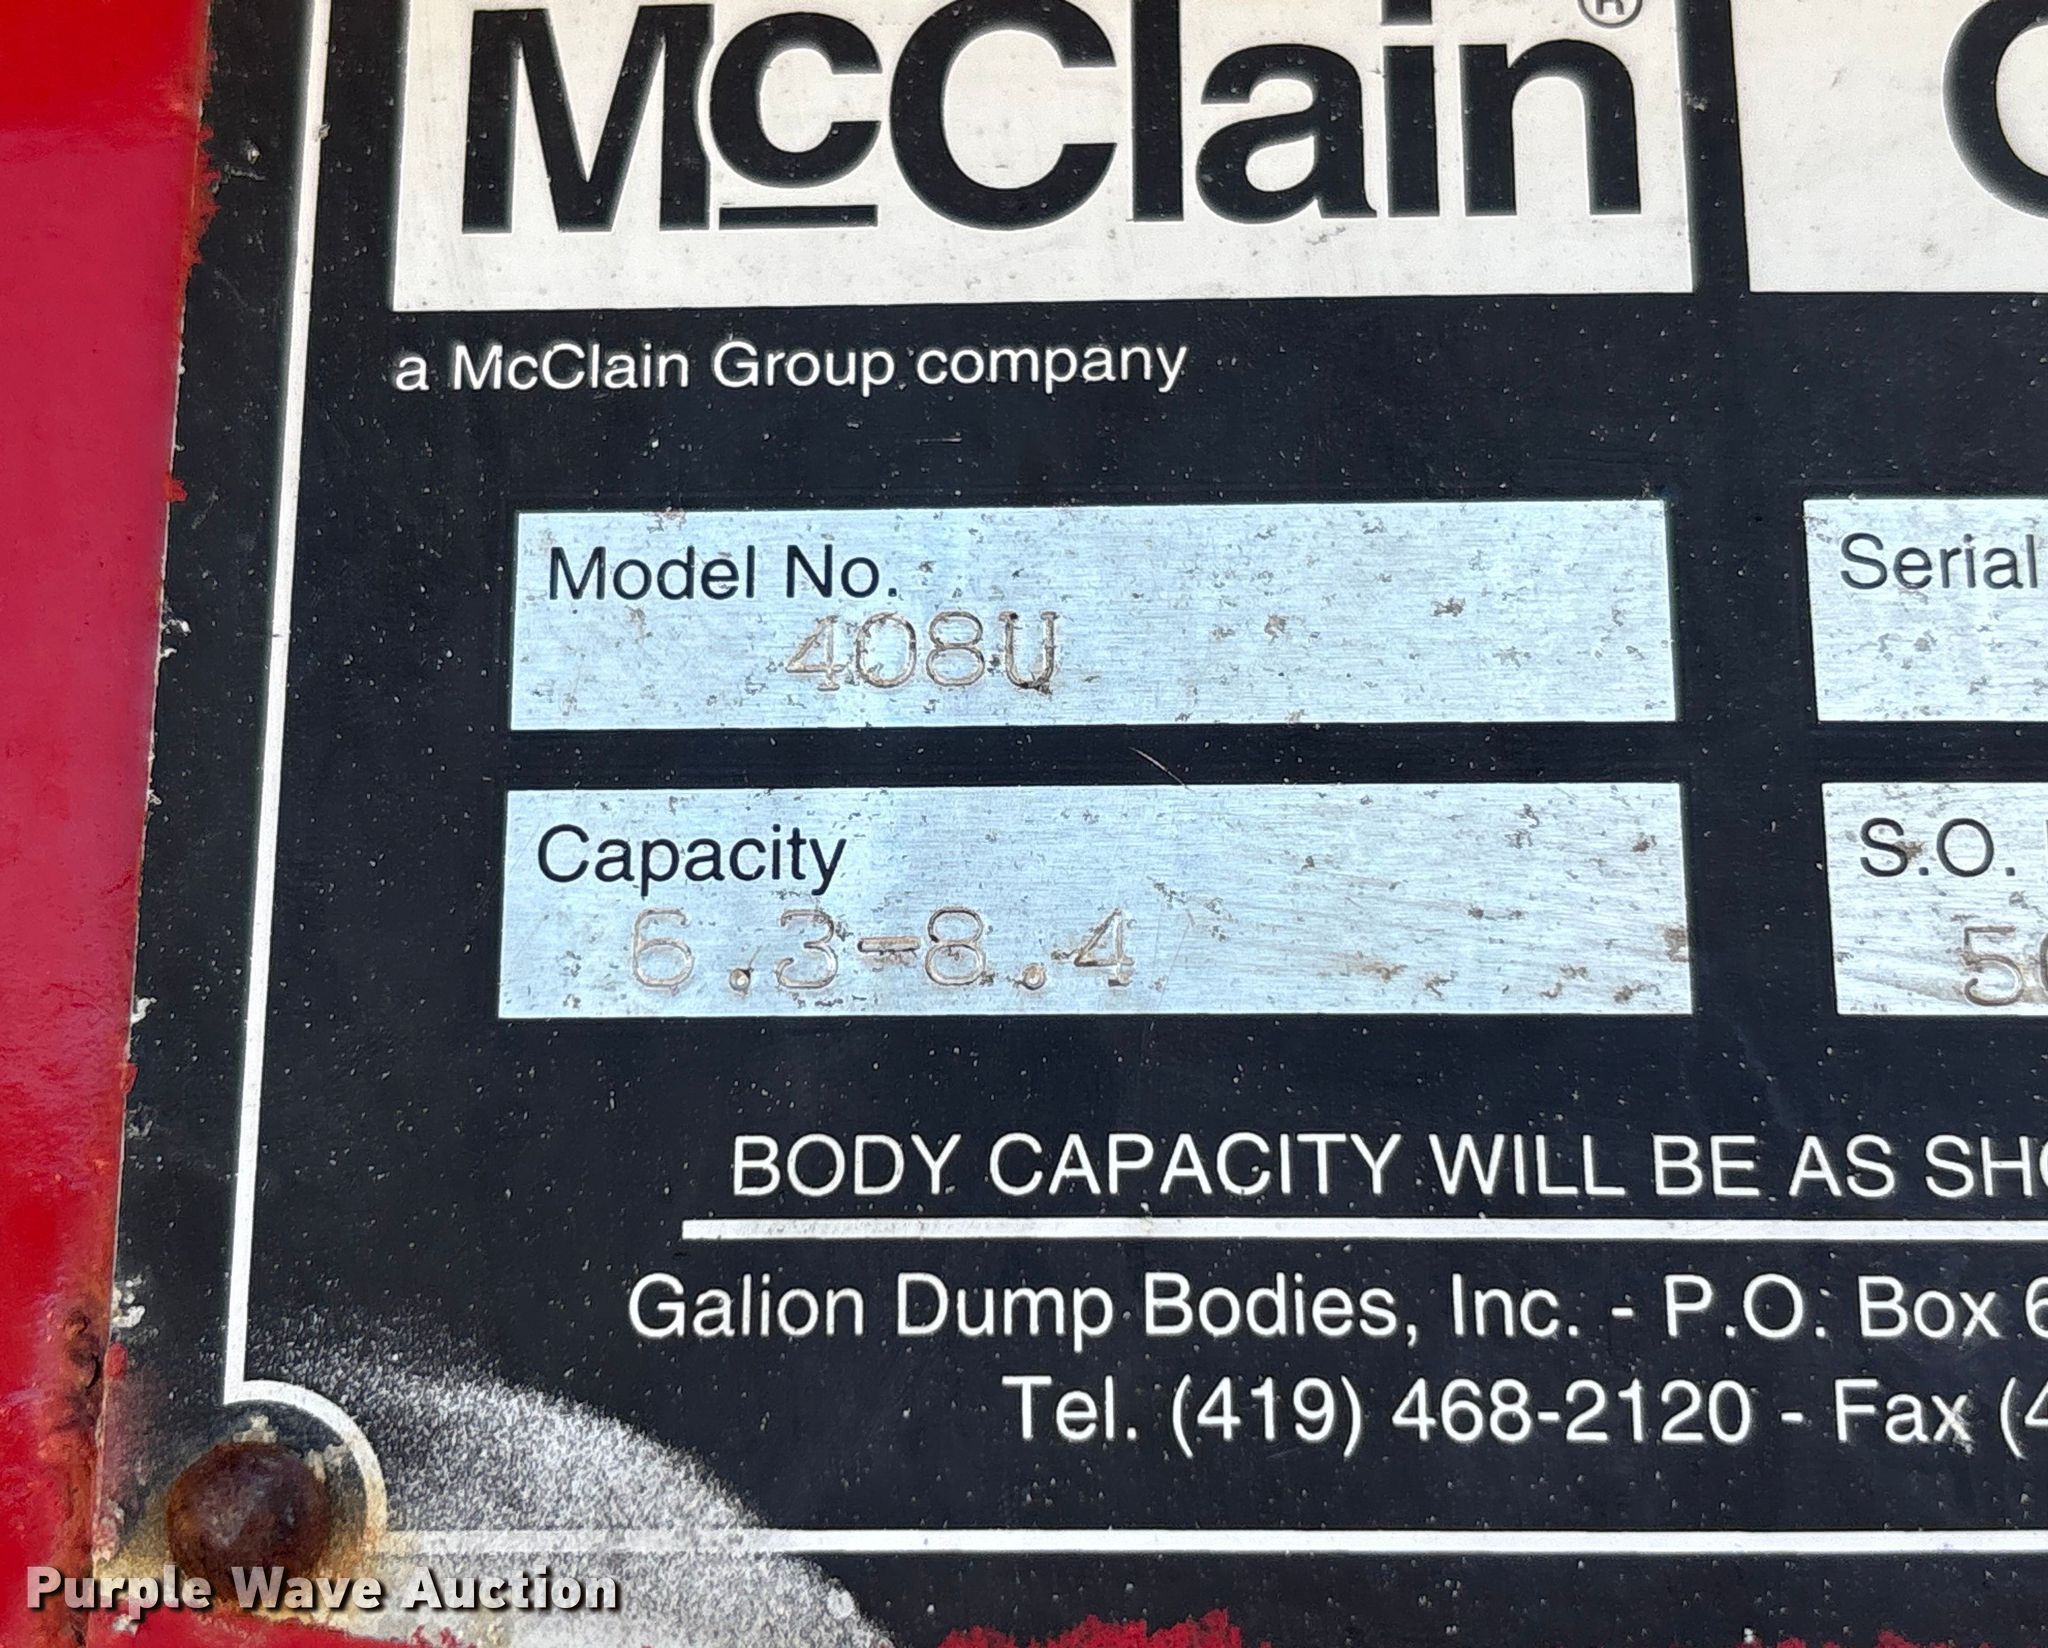 McClain®
a McClain Group company
Model No. Serial
408U
Capacity S.O.
6.3-8.4
BODY CAPACITY WILL BE AS
Galion Dump Bodies, Inc. - P.O. Box
Tel. (419) 468-2120 - Fax
Purple Wave Auction